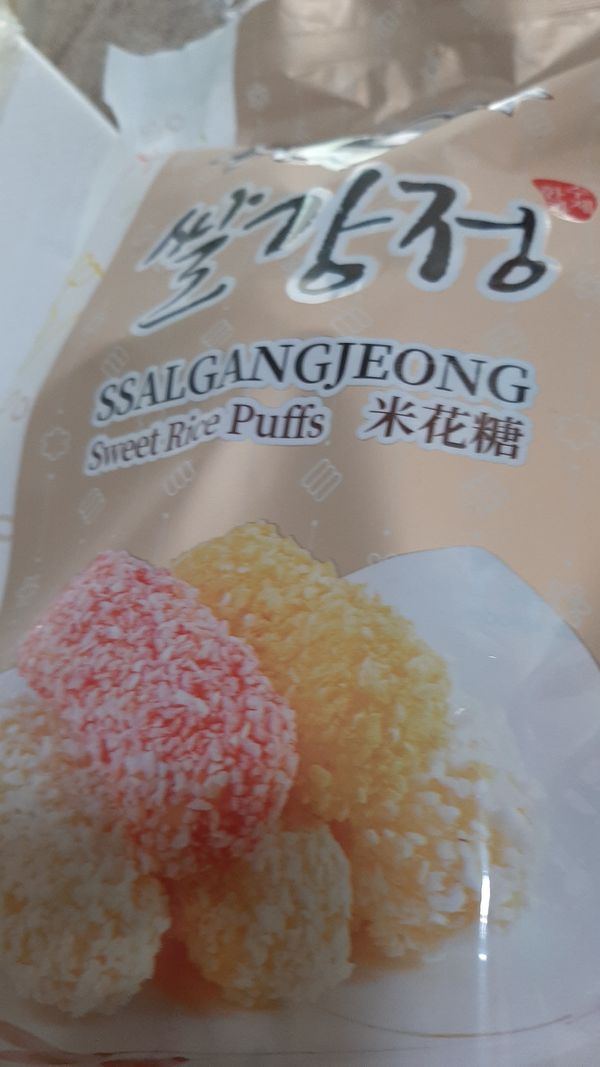 쌀강정
SSALGANGJEONG
Sweet Rice Puffs 米花糖